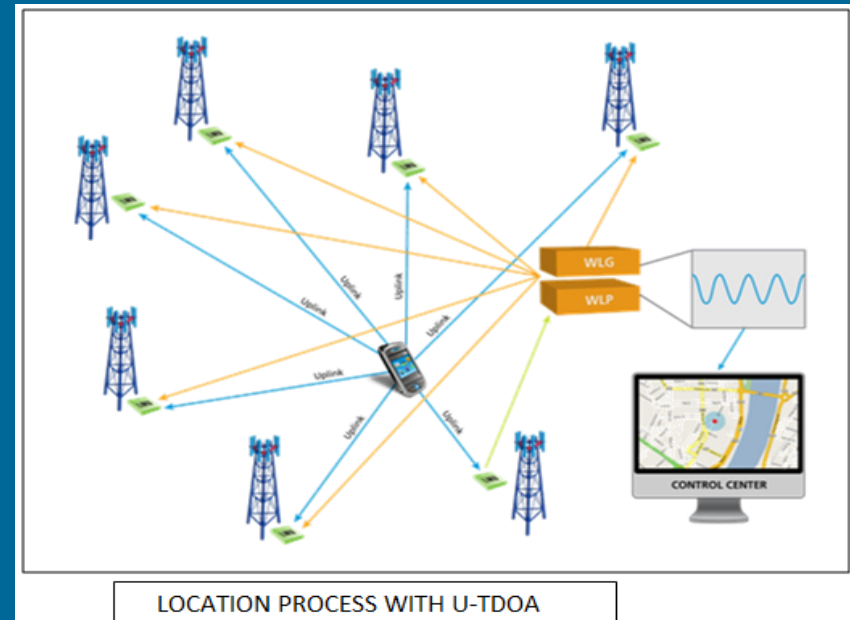 Uplink
Uplink
Uplink
Uplink
Uplink
Uplink
Uplink
WLG
WLP
CONTROL CENTER
LOCATION PROCESS WITH U-TDOA